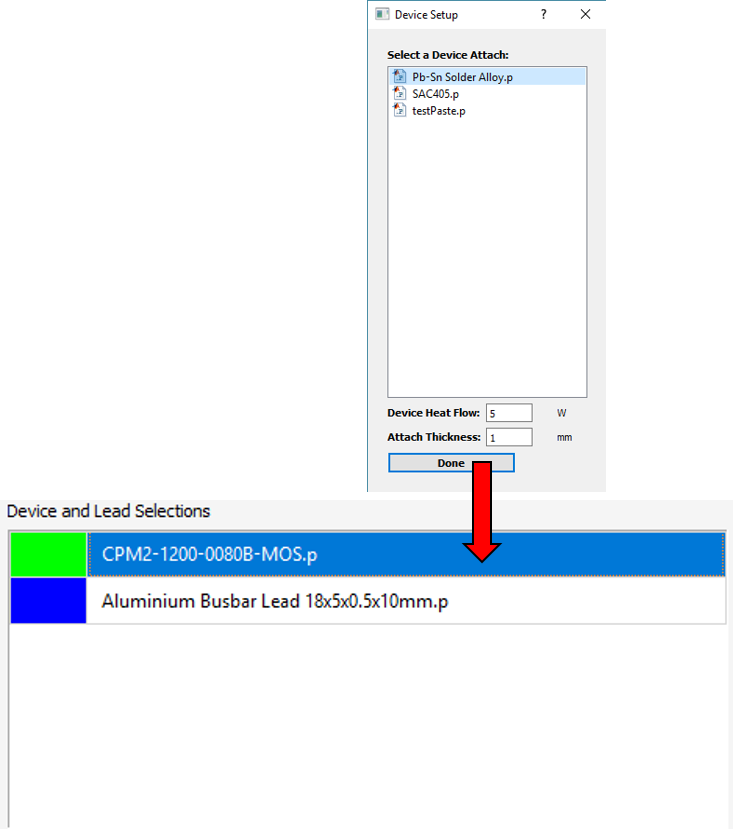 Device Setup ?
Select a Device Attach:
Pb-Sn Solder Alloy.p
SAC405.p
testPaste.p
Device Heat Flow: 5 W
Attach Thickness: 1 mm
Done
Device and Lead Selections
CPM2-1200-0080B-MOS.p
Aluminium Busbar Lead 18x5x0.5x10mm.p